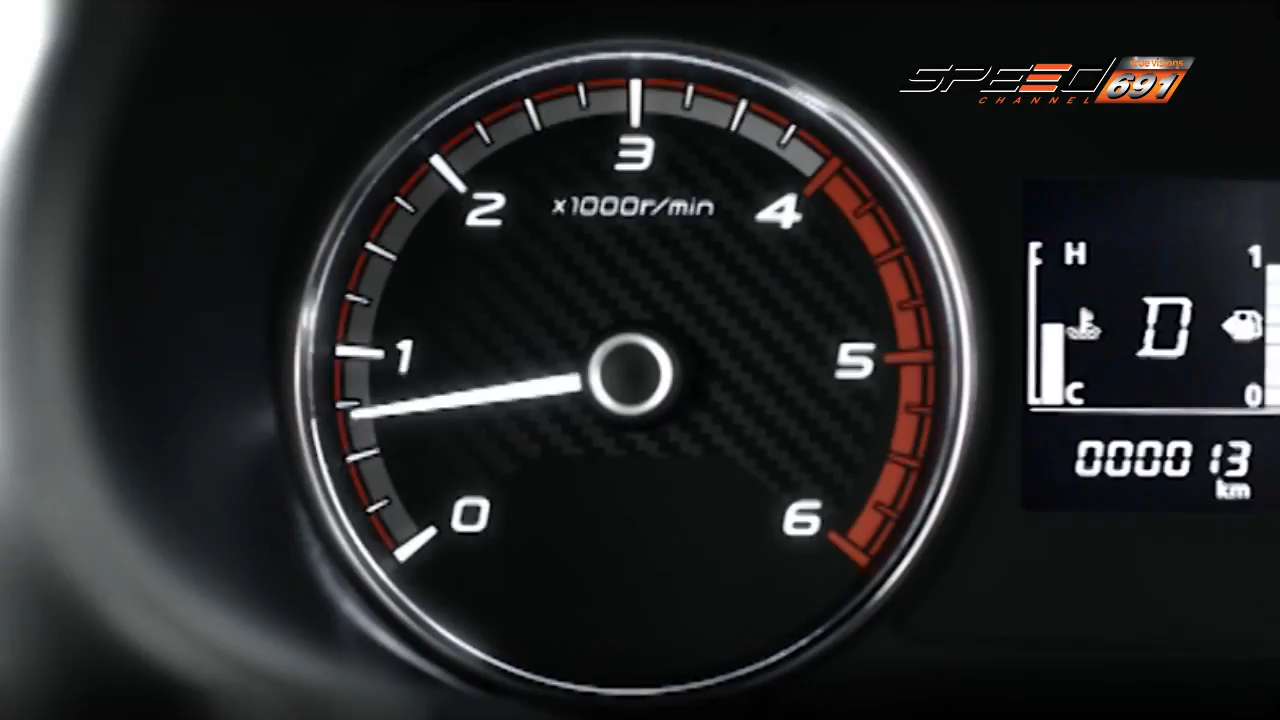 SPEED
CHANNEL
true visions
691
3
2
x1000r/min
4
1
5
0
6
H
1
D
C
0
000013
km